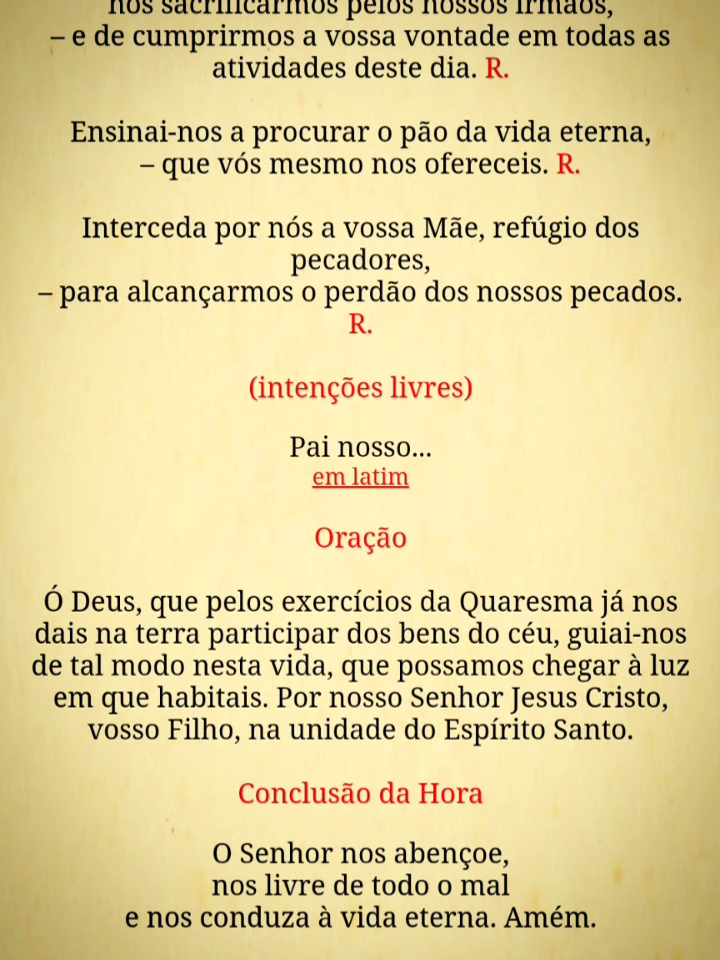 nos sacrificarmos pelos nossos irmãos,
– e de cumprirmos a vossa vontade em todas as
atividades deste dia. R.
Ensinai-nos a procurar o pão da vida eterna,
– que vós mesmo nos ofereceis. R.
Interceda por nós a vossa Mãe, refúgio dos
pecadores,
– para alcançarmos o perdão dos nossos pecados.
R.
(intenções livres)
Pai nosso...
em latim
Oração
Ó Deus, que pelos exercícios da Quaresma já nos
dais na terra participar dos bens do céu, guiai-nos
de tal modo nesta vida, que possamos chegar à luz
em que habitais. Por nosso Senhor Jesus Cristo,
vosso Filho, na unidade do Espírito Santo.
Conclusão da Hora
O Senhor nos abençoe,
nos livre de todo o mal
e nos conduza à vida eterna. Amém.